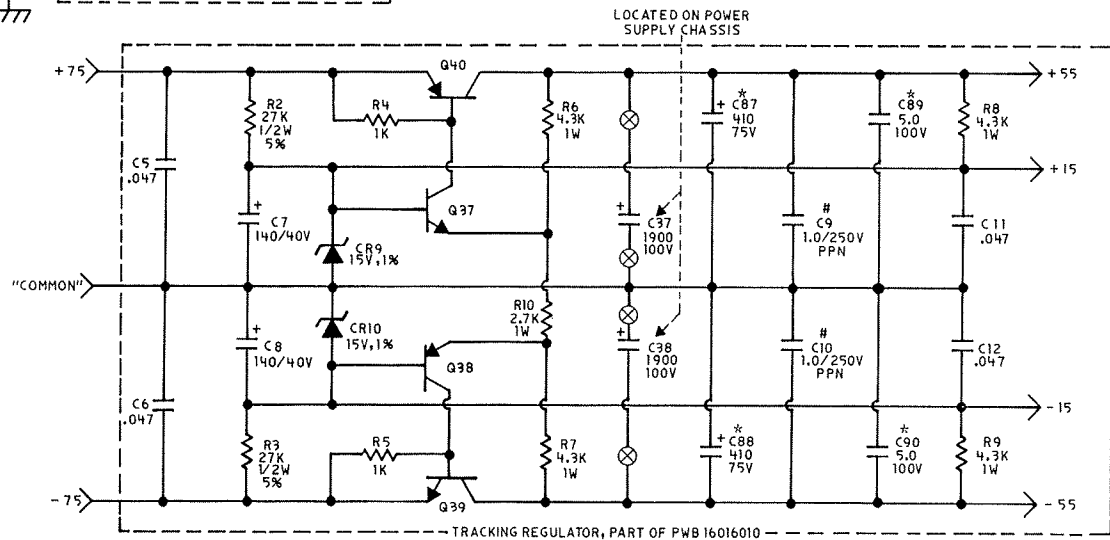 LOCATED ON POWER
SUPPLY CHASSIS
+75
Q40
+55
R2
27K
1/2W
5%
R4
1K
R6
4.3K
1W
*
+ C87
410
75V
*
C89
5.0
100V
R8
4.3K
1W
C5
.047
+15
+
C7
140/40V
Q37
CR9
15V,1%
+
C37
1900
100V
#
C9
1.0/250V
PPN
C11
.047
"COMMON"
R10
2.7K
1W
CR10
15V,1%
+
C8
140/40V
Q38
+
C38
1900
100V
#
C10
1.0/250V
PPN
C12
.047
C6
.047
-15
R3
27K
1/2W
5%
R5
1K
R7
4.3K
1W
*
+ C88
410
75V
*
C90
5.0
100V
R9
4.3K
1W
-75
Q39
-55
TRACKING REGULATOR, PART OF PWB 16016010